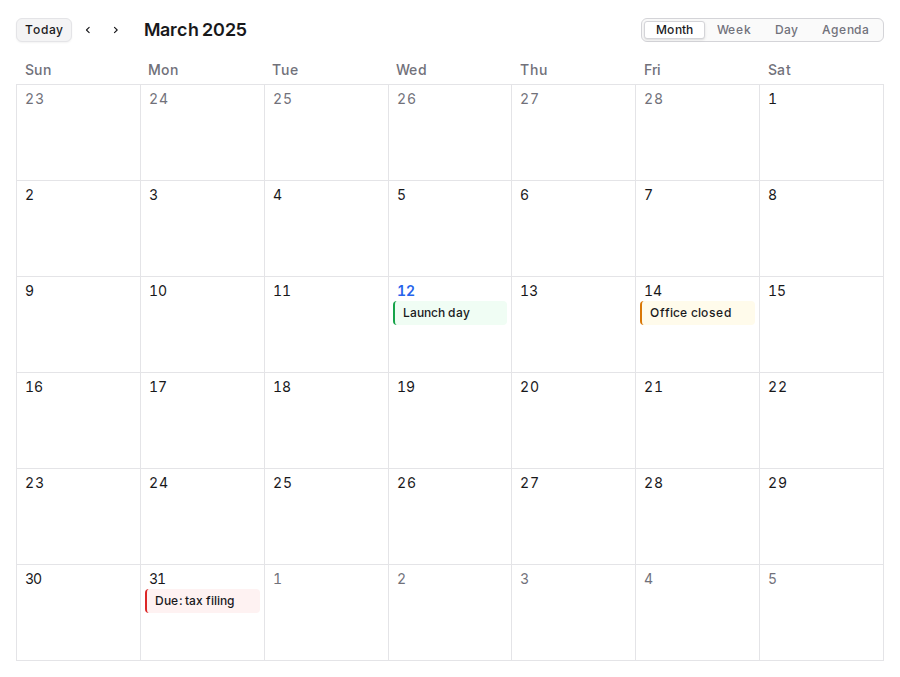 Today ‹ › March 2025 Month Week Day Agenda
Sun Mon Tue Wed Thu Fri Sat
23 24 25 26 27 28 1
2 3 4 5 6 7 8
9 10 11 12 13 14 15
Launch day Office closed
16 17 18 19 20 21 22
23 24 25 26 27 28 29
30 31 1 2 3 4 5
Due: tax filing